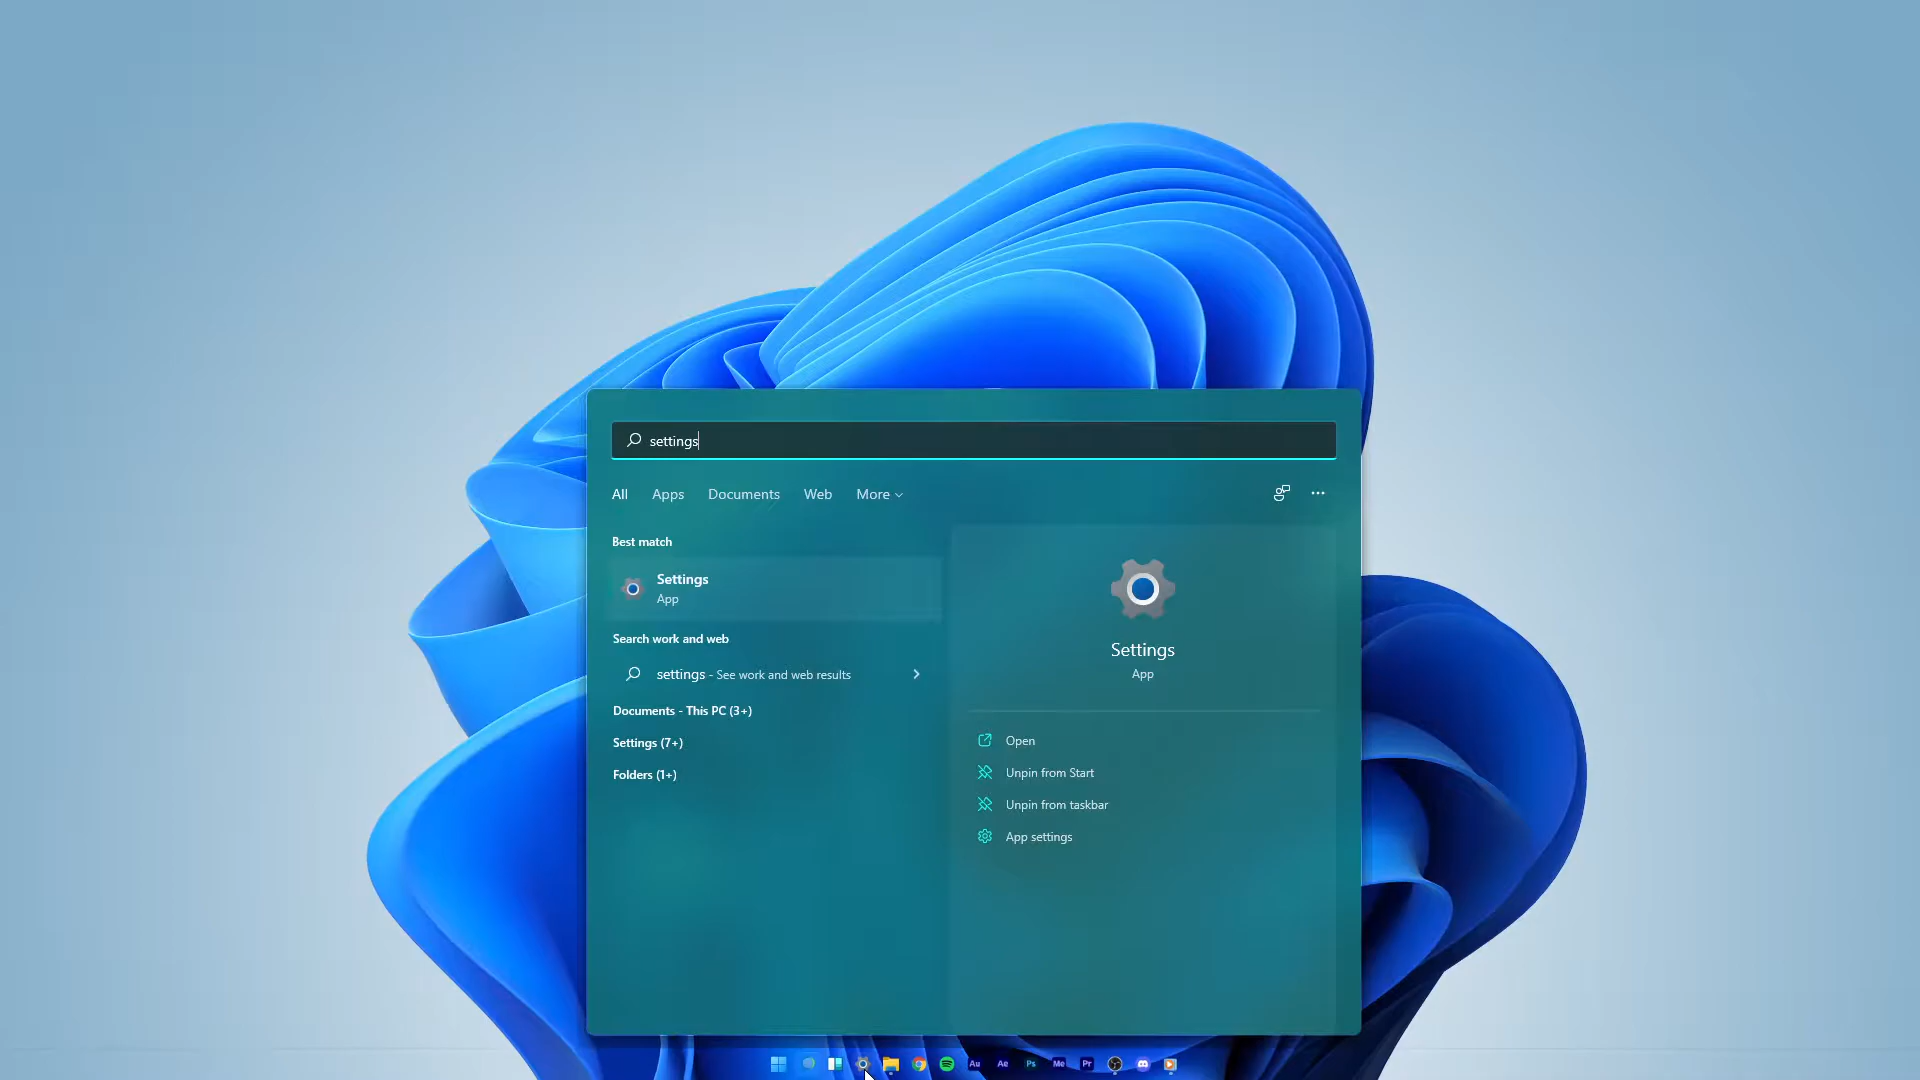 settings
All Apps Documents Web More
Best match
Settings
App
Search work and web
settings - See work and web results
Documents - This PC (3+)
Settings (7+)
Folders (1+)
Settings
App
Open
Unpin from Start
Unpin from taskbar
App settings
Au Ae Ps Me Pr